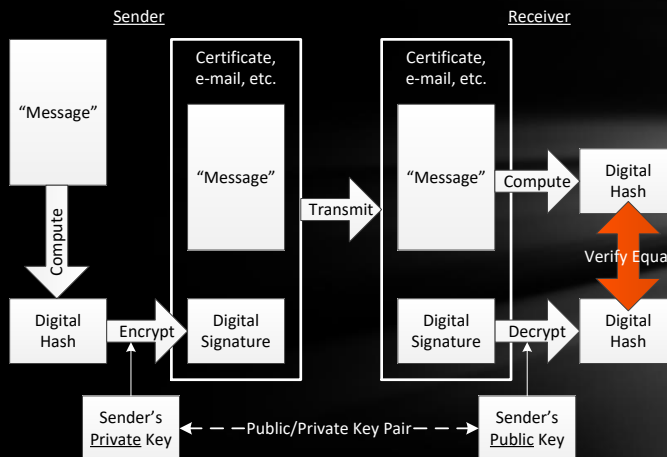 Sender
Receiver
Certificate,
e-mail, etc.
Certificate,
e-mail, etc.
“Message”
“Message”
“Message”
Compute
Digital
Hash
Transmit
Compute
Verify Equa
Digital
Hash
Encrypt
Digital
Signature
Digital
Signature
Decrypt
Digital
Hash
Sender’s
Private Key
Public/Private Key Pair
Sender’s
Public Key